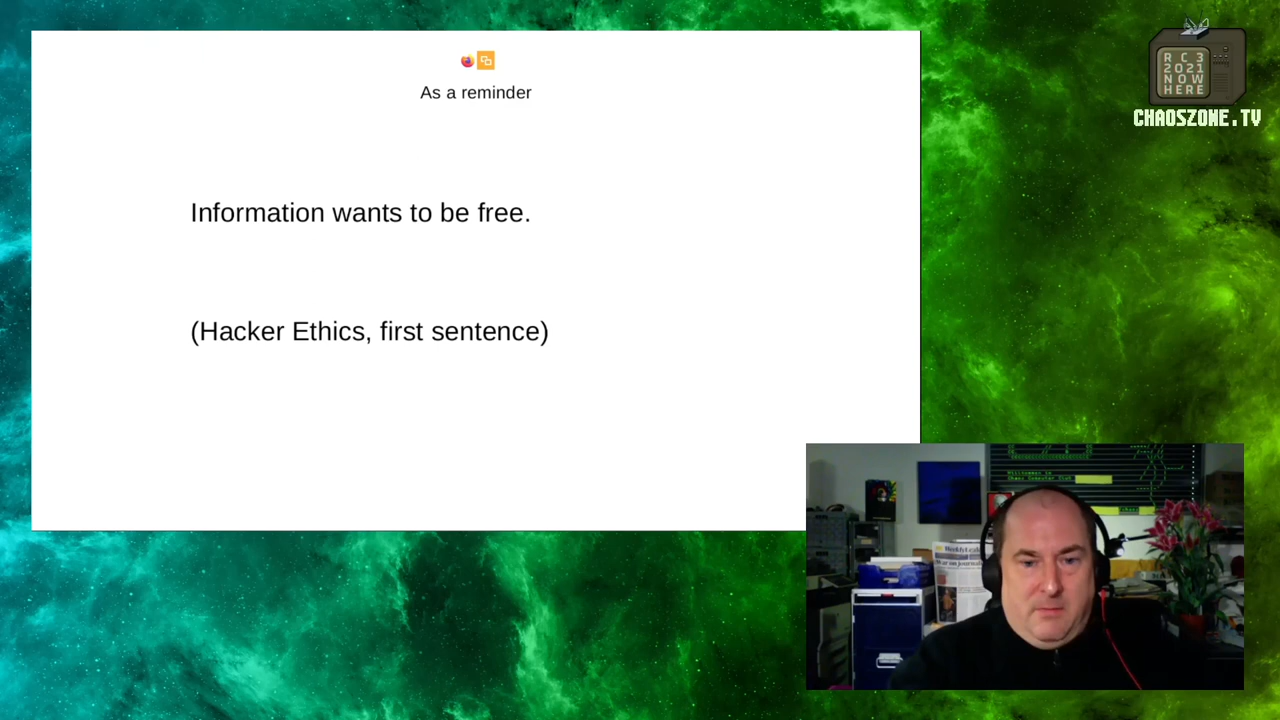 As a reminder
Information wants to be free.
(Hacker Ethics, first sentence)
RC3
2021
NOW
HERE
CHAOSZONE.TV